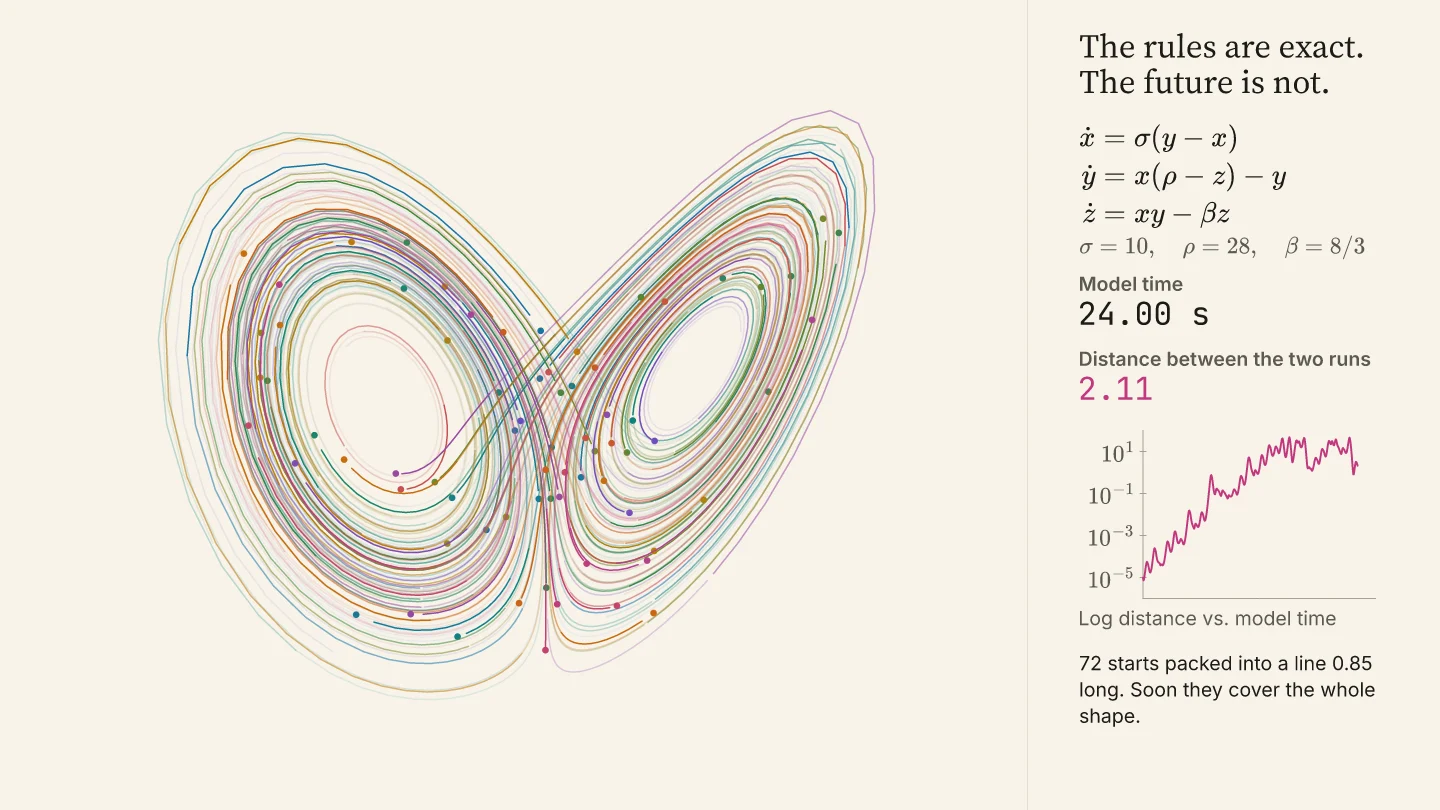 The rules are exact.
The future is not.
ẋ = σ(y − x)
ẏ = x(ρ − z) − y
ż = xy − βz
σ = 10, ρ = 28, β = 8/3
Model time
24.00 s
Distance between the two runs
2.11
10¹
10⁻¹
10⁻³
10⁻⁵
Log distance vs. model time
72 starts packed into a line 0.85
long. Soon they cover the whole
shape.